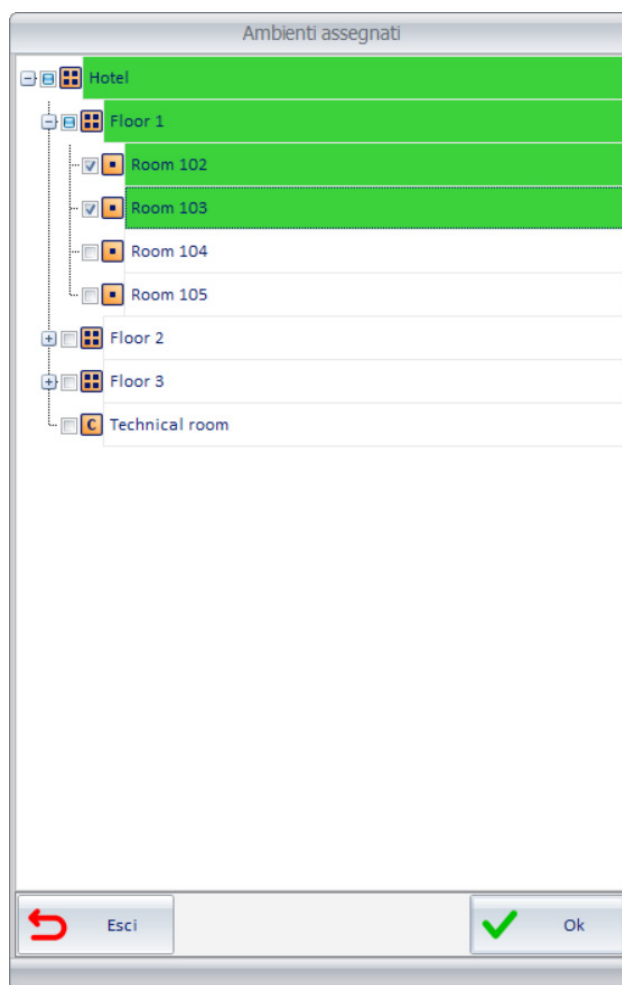 Ambienti assegnati
Hotel
Floor 1
Room 102
Room 103
Room 104
Room 105
Floor 2
Floor 3
C Technical room
Esci Ok